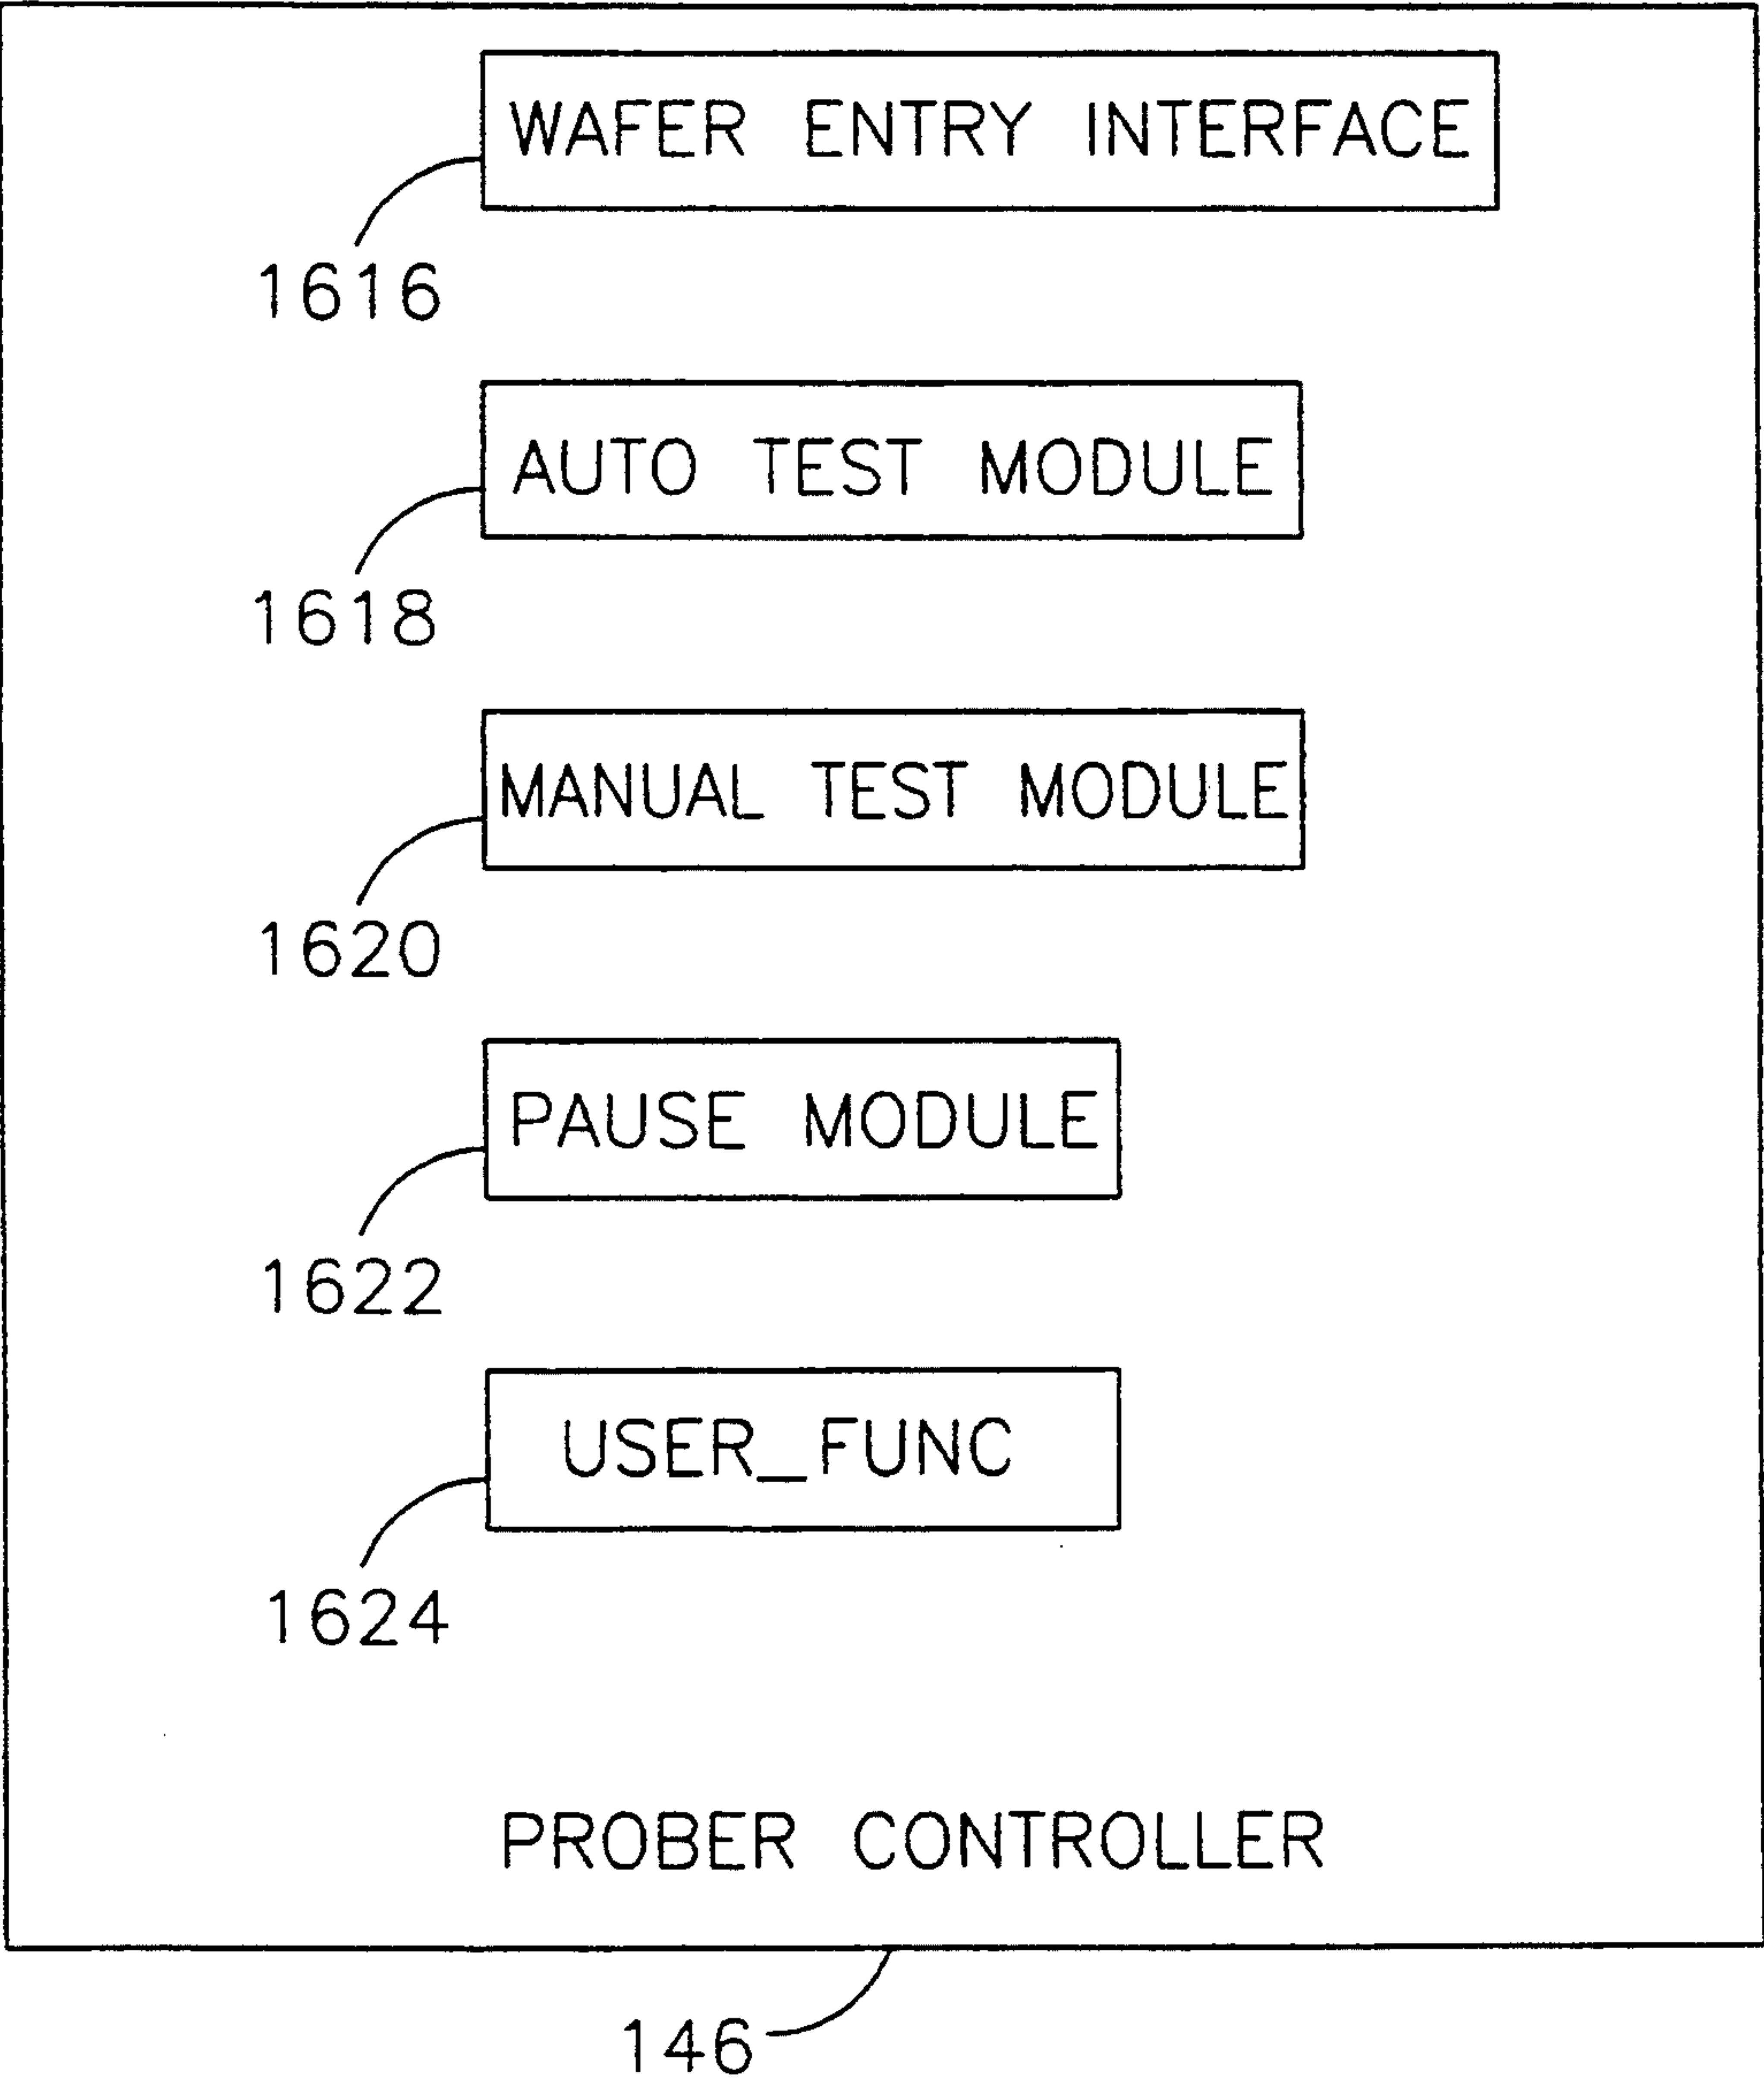 WAFER ENTRY INTERFACE
1616
AUTO TEST MODULE
1618
MANUAL TEST MODULE
1620
PAUSE MODULE
1622
USER_FUNC
1624
PROBER CONTROLLER
146